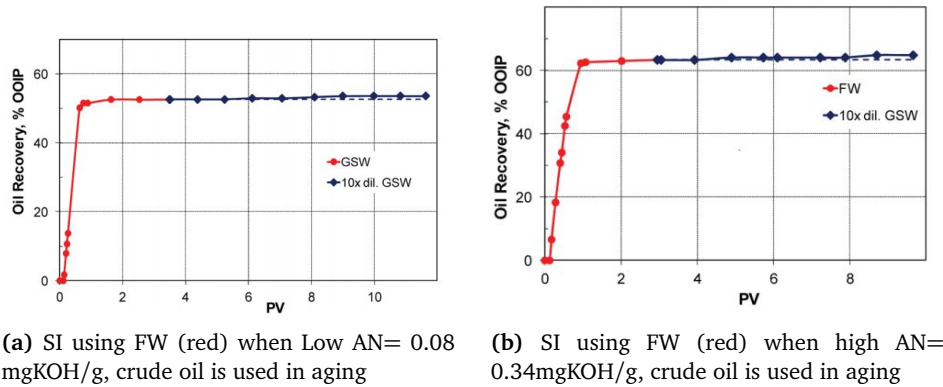 60
40
20
0
0
2
4
6
8
10
Oil Recovery, % OOIP
PV
GSW
10x dil. GSW
(a) SI using FW (red) when Low AN= 0.08
mgKOH/g, crude oil is used in aging
80
60
40
20
0
0
2
4
6
8
Oil Recovery, % OOIP
PV
FW
10x dil. GSW
(b) SI using FW (red) when high AN=
0.34mgKOH/g, crude oil is used in aging